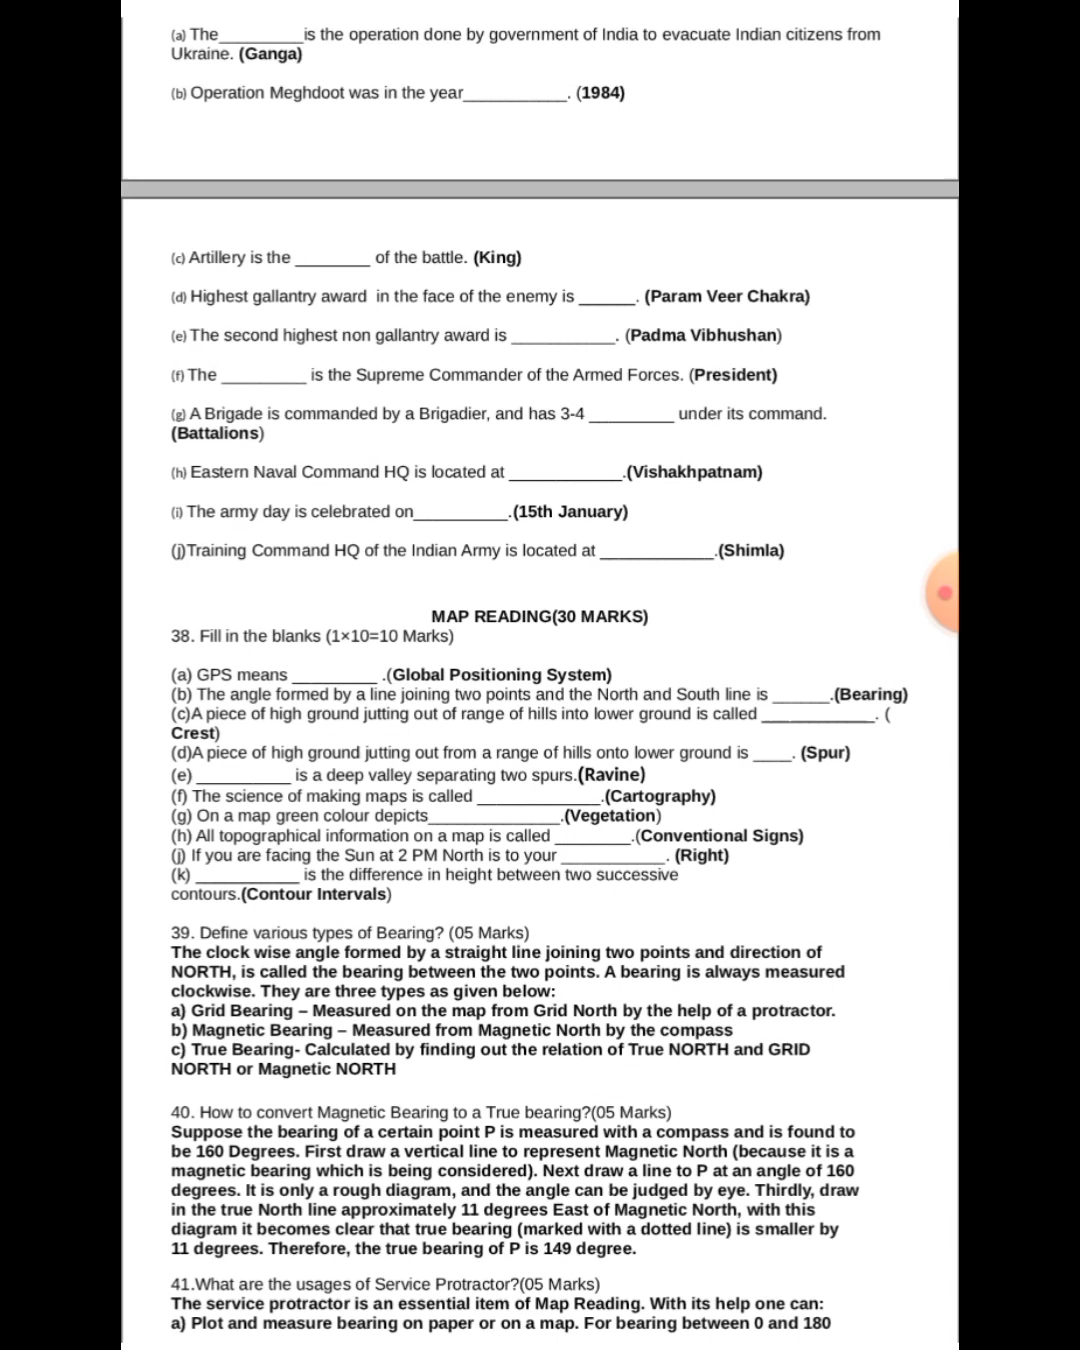 (a) The_________is the operation done by government of India to evacuate Indian citizens from
Ukraine. (Ganga)
(b) Operation Meghdoot was in the year___________. (1984)
(c) Artillery is the ________ of the battle. (King)
(d) Highest gallantry award in the face of the enemy is ______. (Param Veer Chakra)
(e) The second highest non gallantry award is ___________. (Padma Vibhushan)
(f) The _________ is the Supreme Commander of the Armed Forces. (President)
(g) A Brigade is commanded by a Brigadier, and has 3-4 _________ under its command.
(Battalions)
(h) Eastern Naval Command HQ is located at ____________.(Vishakhpatnam)
(i) The army day is celebrated on__________.(15th January)
(j)Training Command HQ of the Indian Army is located at ____________.(Shimla)
MAP READING(30 MARKS)
38. Fill in the blanks (1×10=10 Marks)
(a) GPS means _________ .(Global Positioning System)
(b) The angle formed by a line joining two points and the North and South line is ______.(Bearing)
(c)A piece of high ground jutting out of range of hills into lower ground is called ____________. (
Crest)
(d)A piece of high ground jutting out from a range of hills onto lower ground is ____. (Spur)
(e) __________ is a deep valley separating two spurs.(Ravine)
(f) The science of making maps is called _____________.(Cartography)
(g) On a map green colour depicts______________.(Vegetation)
(h) All topographical information on a map is called ________.(Conventional Signs)
(j) If you are facing the Sun at 2 PM North is to your ___________. (Right)
(k) ___________ is the difference in height between two successive
contours.(Contour Intervals)
39. Define various types of Bearing? (05 Marks)
The clock wise angle formed by a straight line joining two points and direction of
NORTH, is called the bearing between the two points. A bearing is always measured
clockwise. They are three types as given below:
a) Grid Bearing – Measured on the map from Grid North by the help of a protractor.
b) Magnetic Bearing – Measured from Magnetic North by the compass
c) True Bearing- Calculated by finding out the relation of True NORTH and GRID
NORTH or Magnetic NORTH
40. How to convert Magnetic Bearing to a True bearing?(05 Marks)
Suppose the bearing of a certain point P is measured with a compass and is found to
be 160 Degrees. First draw a vertical line to represent Magnetic North (because it is a
magnetic bearing which is being considered). Next draw a line to P at an angle of 160
degrees. It is only a rough diagram, and the angle can be judged by eye. Thirdly, draw
in the true North line approximately 11 degrees East of Magnetic North, with this
diagram it becomes clear that true bearing (marked with a dotted line) is smaller by
11 degrees. Therefore, the true bearing of P is 149 degree.
41.What are the usages of Service Protractor?(05 Marks)
The service protractor is an essential item of Map Reading. With its help one can:
a) Plot and measure bearing on paper or on a map. For bearing between 0 and 180